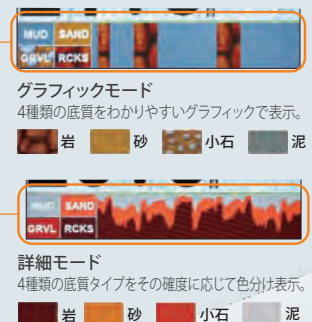 MUD SAND
GRVL RCKS
グラフィックモード
4種類の底質をわかりやすいグラフィックで表示。
岩 砂 小石 泥
MUD SAND
GRVL RCKS
詳細モード
4種類の底質タイプをその確度に応じて色分け表示。
岩 砂 小石 泥